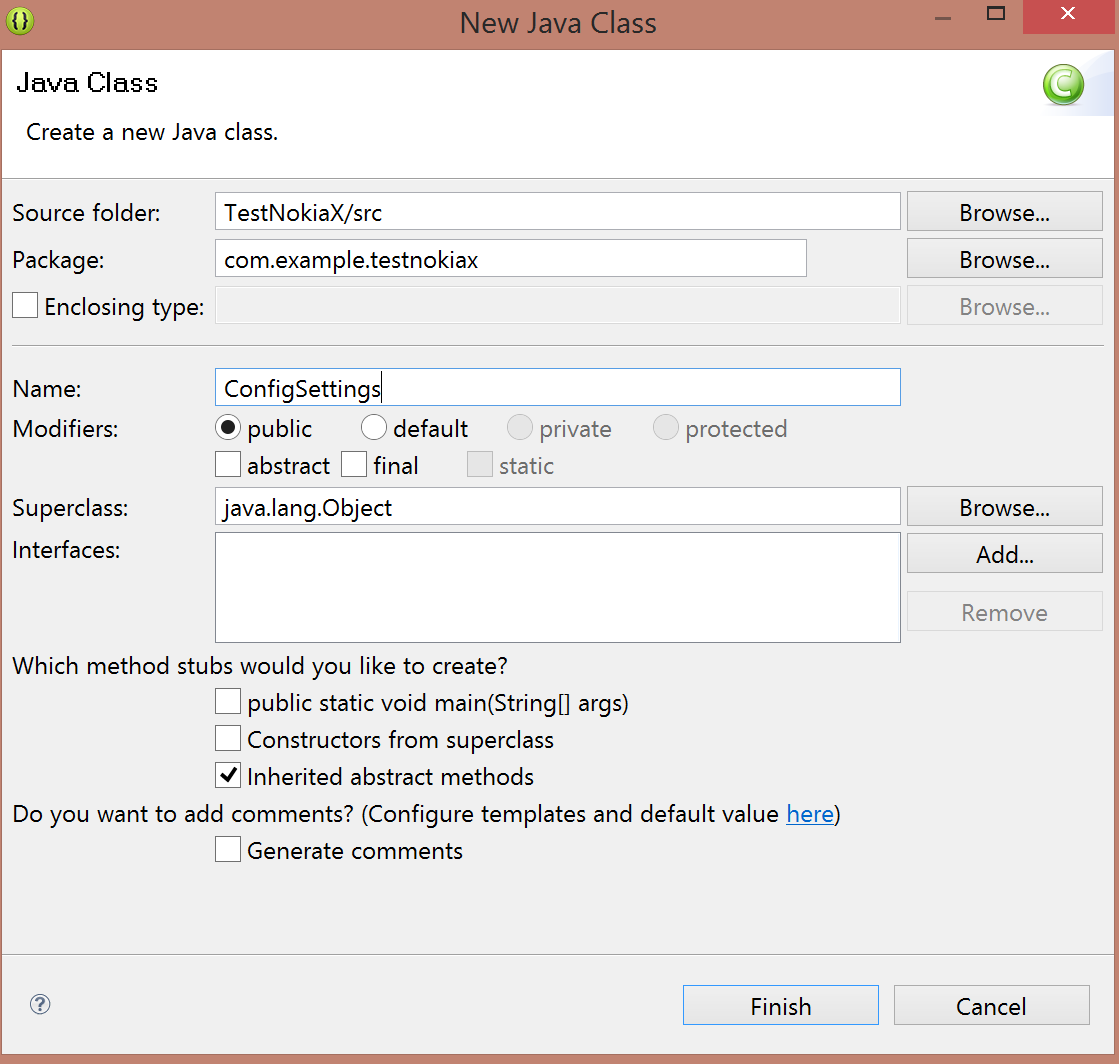 New Java Class
Java Class
Create a new Java class.
Source folder: TestNokiaX/src Browse...
Package: com.example.testnokiax Browse...
Enclosing type: Browse...
Name: ConfigSettings
Modifiers: public default private protected
abstract final static
Superclass: java.lang.Object Browse...
Interfaces: Add...
Remove
Which method stubs would you like to create?
public static void main(String[] args)
Constructors from superclass
Inherited abstract methods
Do you want to add comments? (Configure templates and default value here)
Generate comments
Finish Cancel